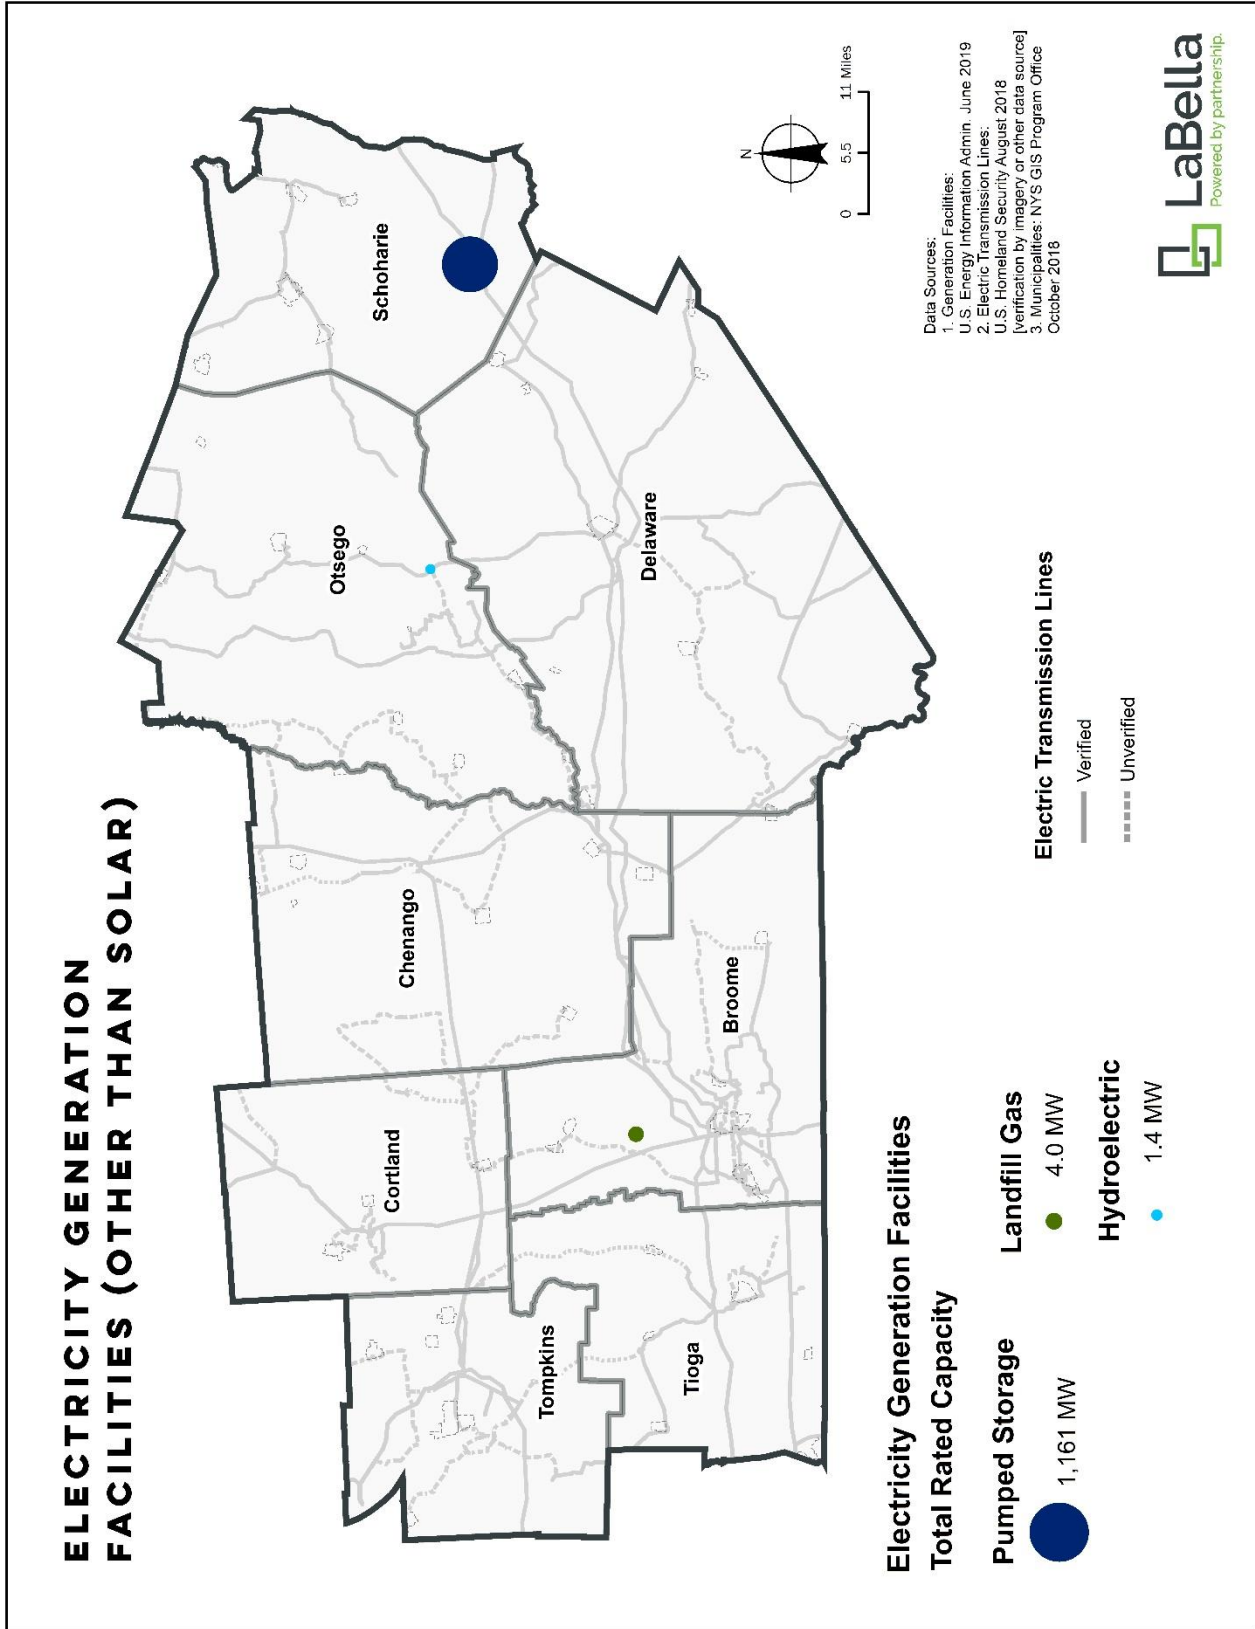 ELECTRICITY GENERATION
FACILITIES (OTHER THAN SOLAR)
Schoharie
Otsego
Delaware
Chenango
Cortland
Broome
Tompkins
Tioga
N
0 5.5 11 Miles
Data Sources:
1. Generation Facilities:
U.S. Energy Information Admin. June 2019
2. Electric Transmission Lines:
U.S. Homeland Security August 2018
[verification by imagery or other data source]
3. Municipalities: NYS GIS Program Office
October 2018
Electricity Generation Facilities
Total Rated Capacity
Pumped Storage
1,161 MW
Landfill Gas
4.0 MW
Hydroelectric
1.4 MW
Electric Transmission Lines
Verified
Unverified
LaBella
Powered by partnership.